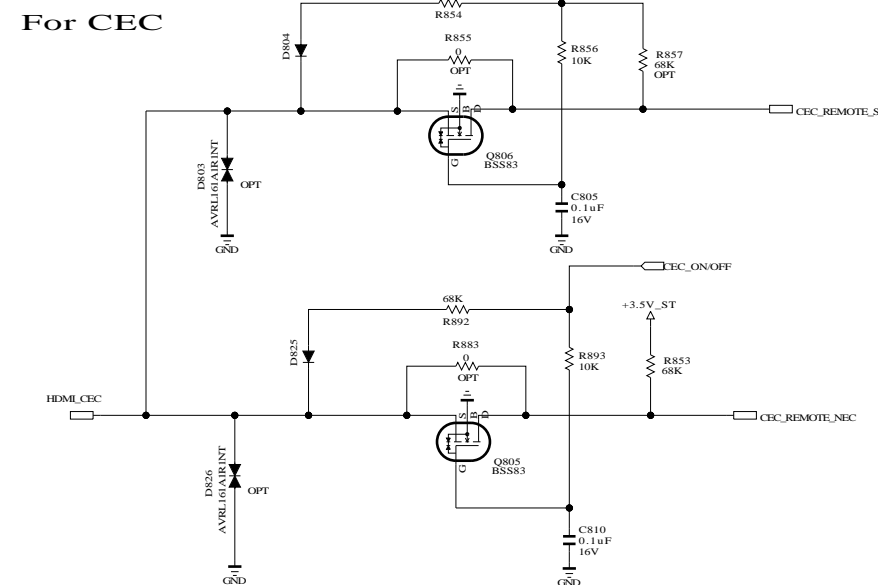 For CEC
R854
D804
R855
0
OPT
R856
10K
R857
68K
OPT
S
B
D
CEC_REMOTE_S
G
Q806
BSS83
D803
AVRL161A1R1NT
OPT
C805
0.1uF
16V
GND
GND
CEC_ON/OFF
68K
R892
+3.5V_ST
D825
R883
0
OPT
R893
10K
R853
68K
HDMI_CEC
S
B
D
CEC_REMOTE_NEC
G
Q805
BSS83
D826
AVRL161A1R1NT
OPT
C810
0.1uF
16V
GND
GND